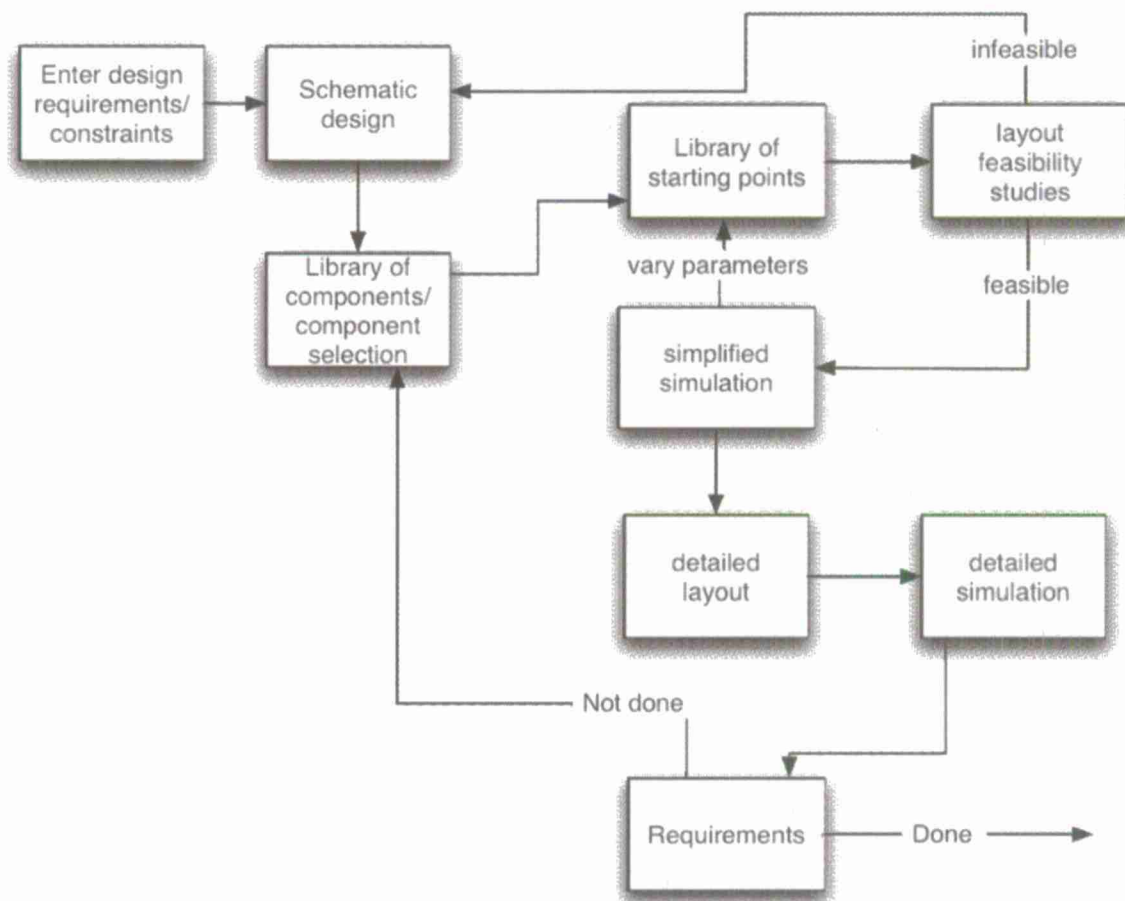 Enter design
requirements/
constraints
Schematic
design
infeasible
Library of
starting points
layout
feasibility
studies
Library of
components/
component
selection
vary parameters
feasible
simplified
simulation
detailed
layout
detailed
simulation
Not done
Requirements
Done